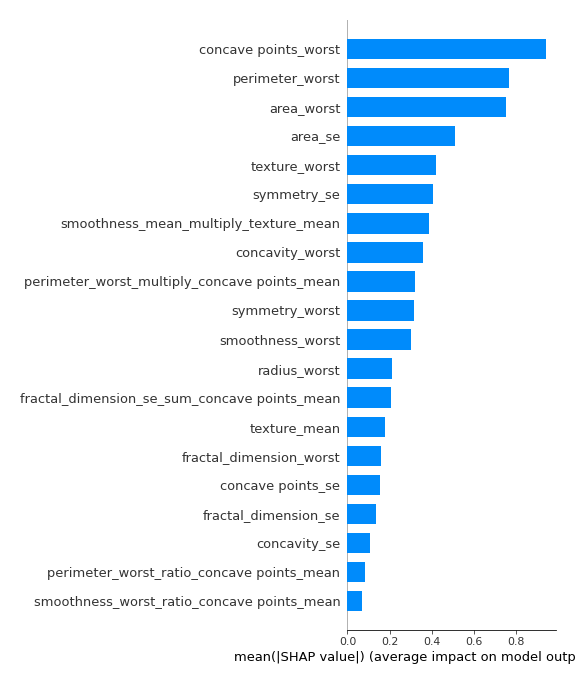 concave points_worst
perimeter_worst
area_worst
area_se
texture_worst
symmetry_se
smoothness_mean_multiply_texture_mean
concavity_worst
perimeter_worst_multiply_concave points_mean
symmetry_worst
smoothness_worst
radius_worst
fractal_dimension_se_sum_concave points_mean
texture_mean
fractal_dimension_worst
concave points_se
fractal_dimension_se
concavity_se
perimeter_worst_ratio_concave points_mean
smoothness_worst_ratio_concave points_mean
0.0 0.2 0.4 0.6 0.8
mean(|SHAP value|) (average impact on model outp